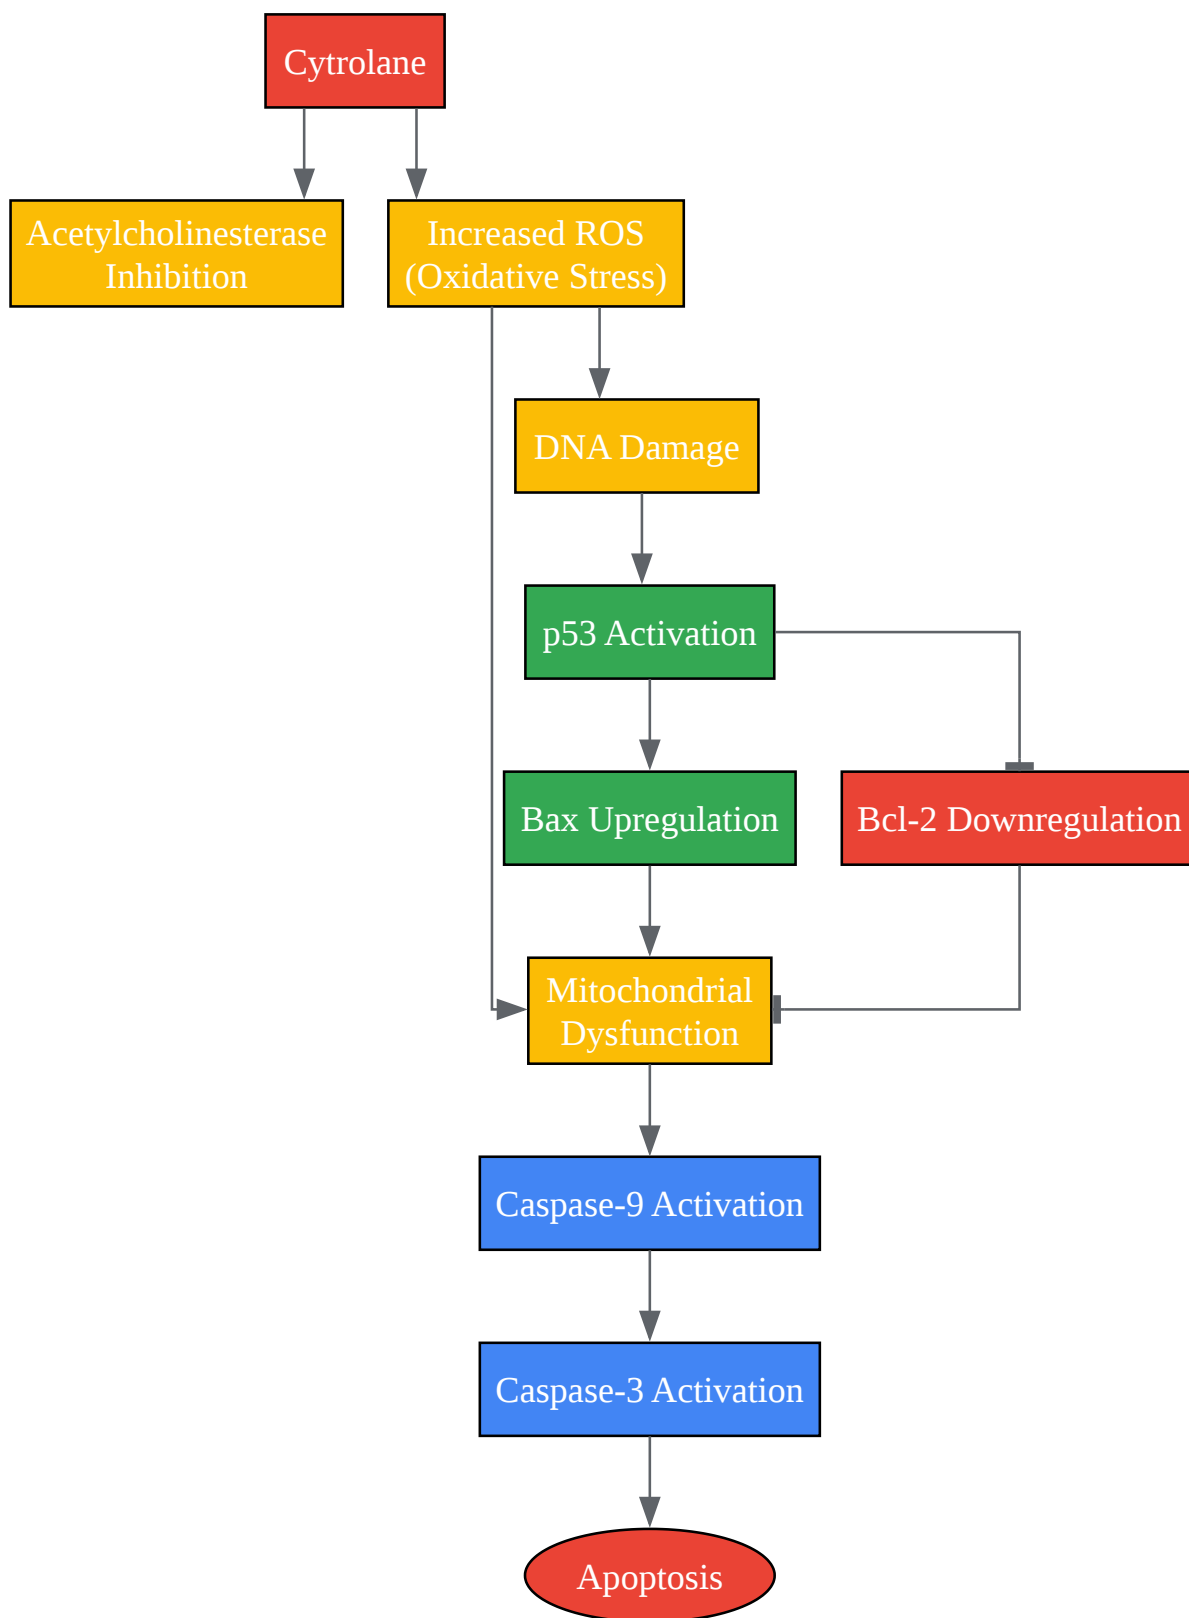 Cytrolane
Acetylcholinesterase
Inhibition
Increased ROS
(Oxidative Stress)
DNA Damage
p53 Activation
Bax Upregulation
Bcl-2 Downregulation
Mitochondrial
Dysfunction
Caspase-9 Activation
Caspase-3 Activation
Apoptosis